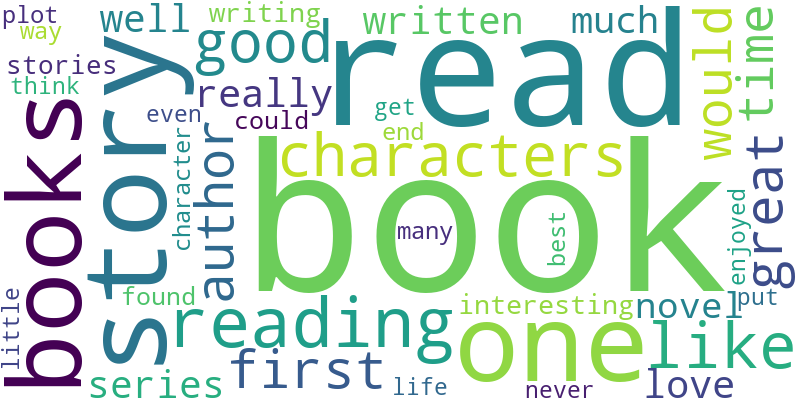 plot
way
well
writing
good
written
much
stories
think
really
even
could
get
end
read
would
time
books
story
character
author
characters
great
book
many
best
enjoyed
little
found
reading
interesting
novel
put
one
like
first
series
life
never
love